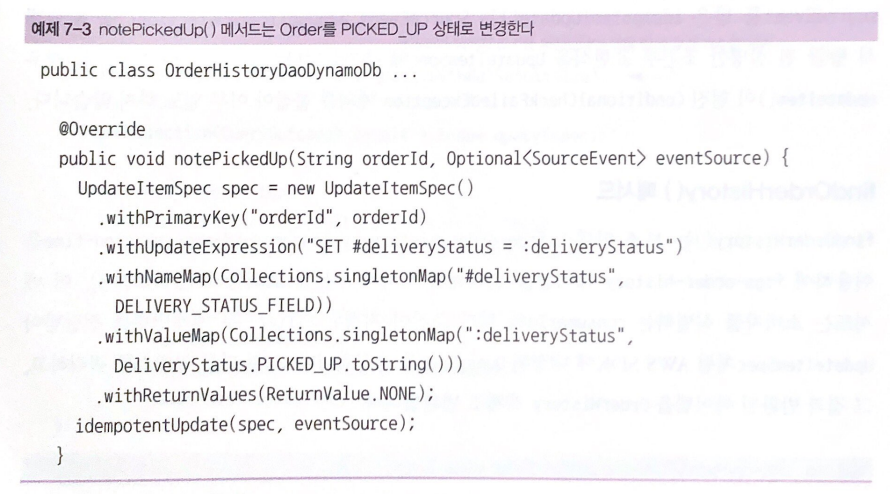 예제 7-3 notePickedUp() 메서드는 Order를 PICKED_UP 상태로 변경한다
public class OrderHistoryDaoDynamoDb ...
@Override
public void notePickedUp(String orderId, Optional<SourceEvent> eventSource) {
UpdateItemSpec spec = new UpdateItemSpec()
.withPrimaryKey("orderId", orderId)
.withUpdateExpression("SET #deliveryStatus = :deliveryStatus")
.withNameMap(Collections.singletonMap("#deliveryStatus",
DELIVERY_STATUS_FIELD))
.withValueMap(Collections.singletonMap(":deliveryStatus",
DeliveryStatus.PICKED_UP.toString()))
.withReturnValues(ReturnValue.NONE);
idempotentUpdate(spec, eventSource);
}